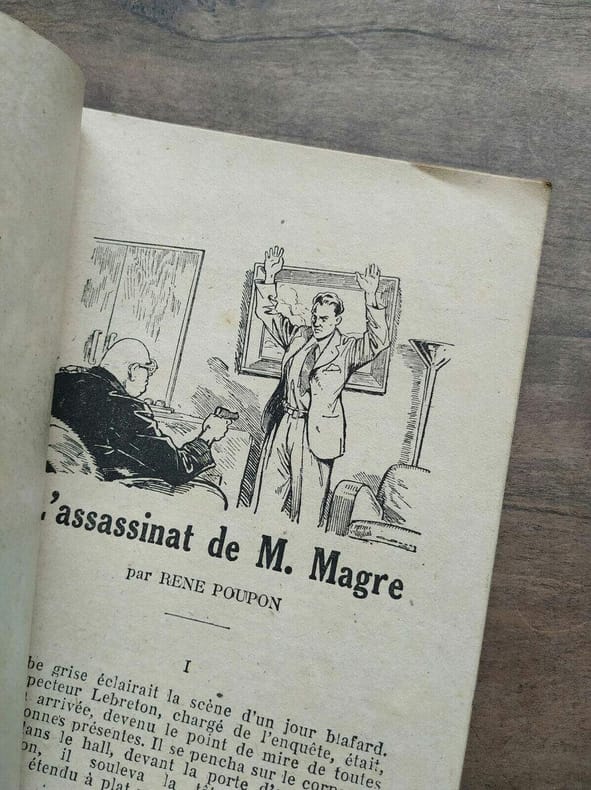 L'assassinat de M. Magre
par RENE POUPON
I
be grise éclairait la scène d'un jour blafard.
pecteur Lebreton, chargé de l'enquête, était,
arrivée, devenu le point de mire de toutes
onnes présentes. Il se pencha sur le corps
ans le hall, devant la porte
on, il souleva la
étendu à plat